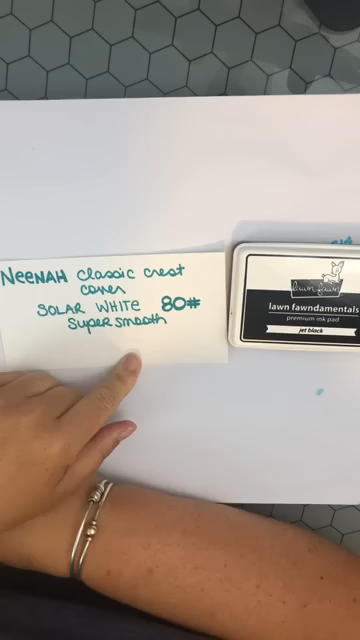 NEENAH classic crest
cover
SOLAR WHITE 80#
Super smooth
lawn fawn
lawn fawndamentals
premium ink pad
jet black